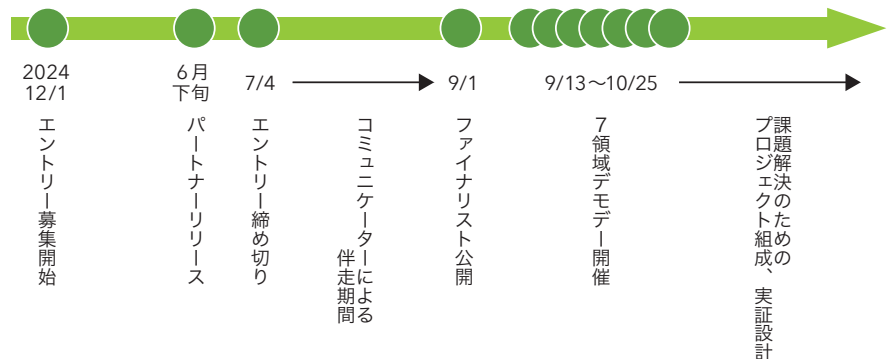 2024
12/1
エントリー募集開始
6月
下旬
パートナーリリース
7/4
エントリー締め切り
コミュニケーターによる
伴走期間
9/1
ファイナリスト公開
9/13〜10/25
7領域デモデー開催
課題解決のための
プロジェクト組成、実証設計